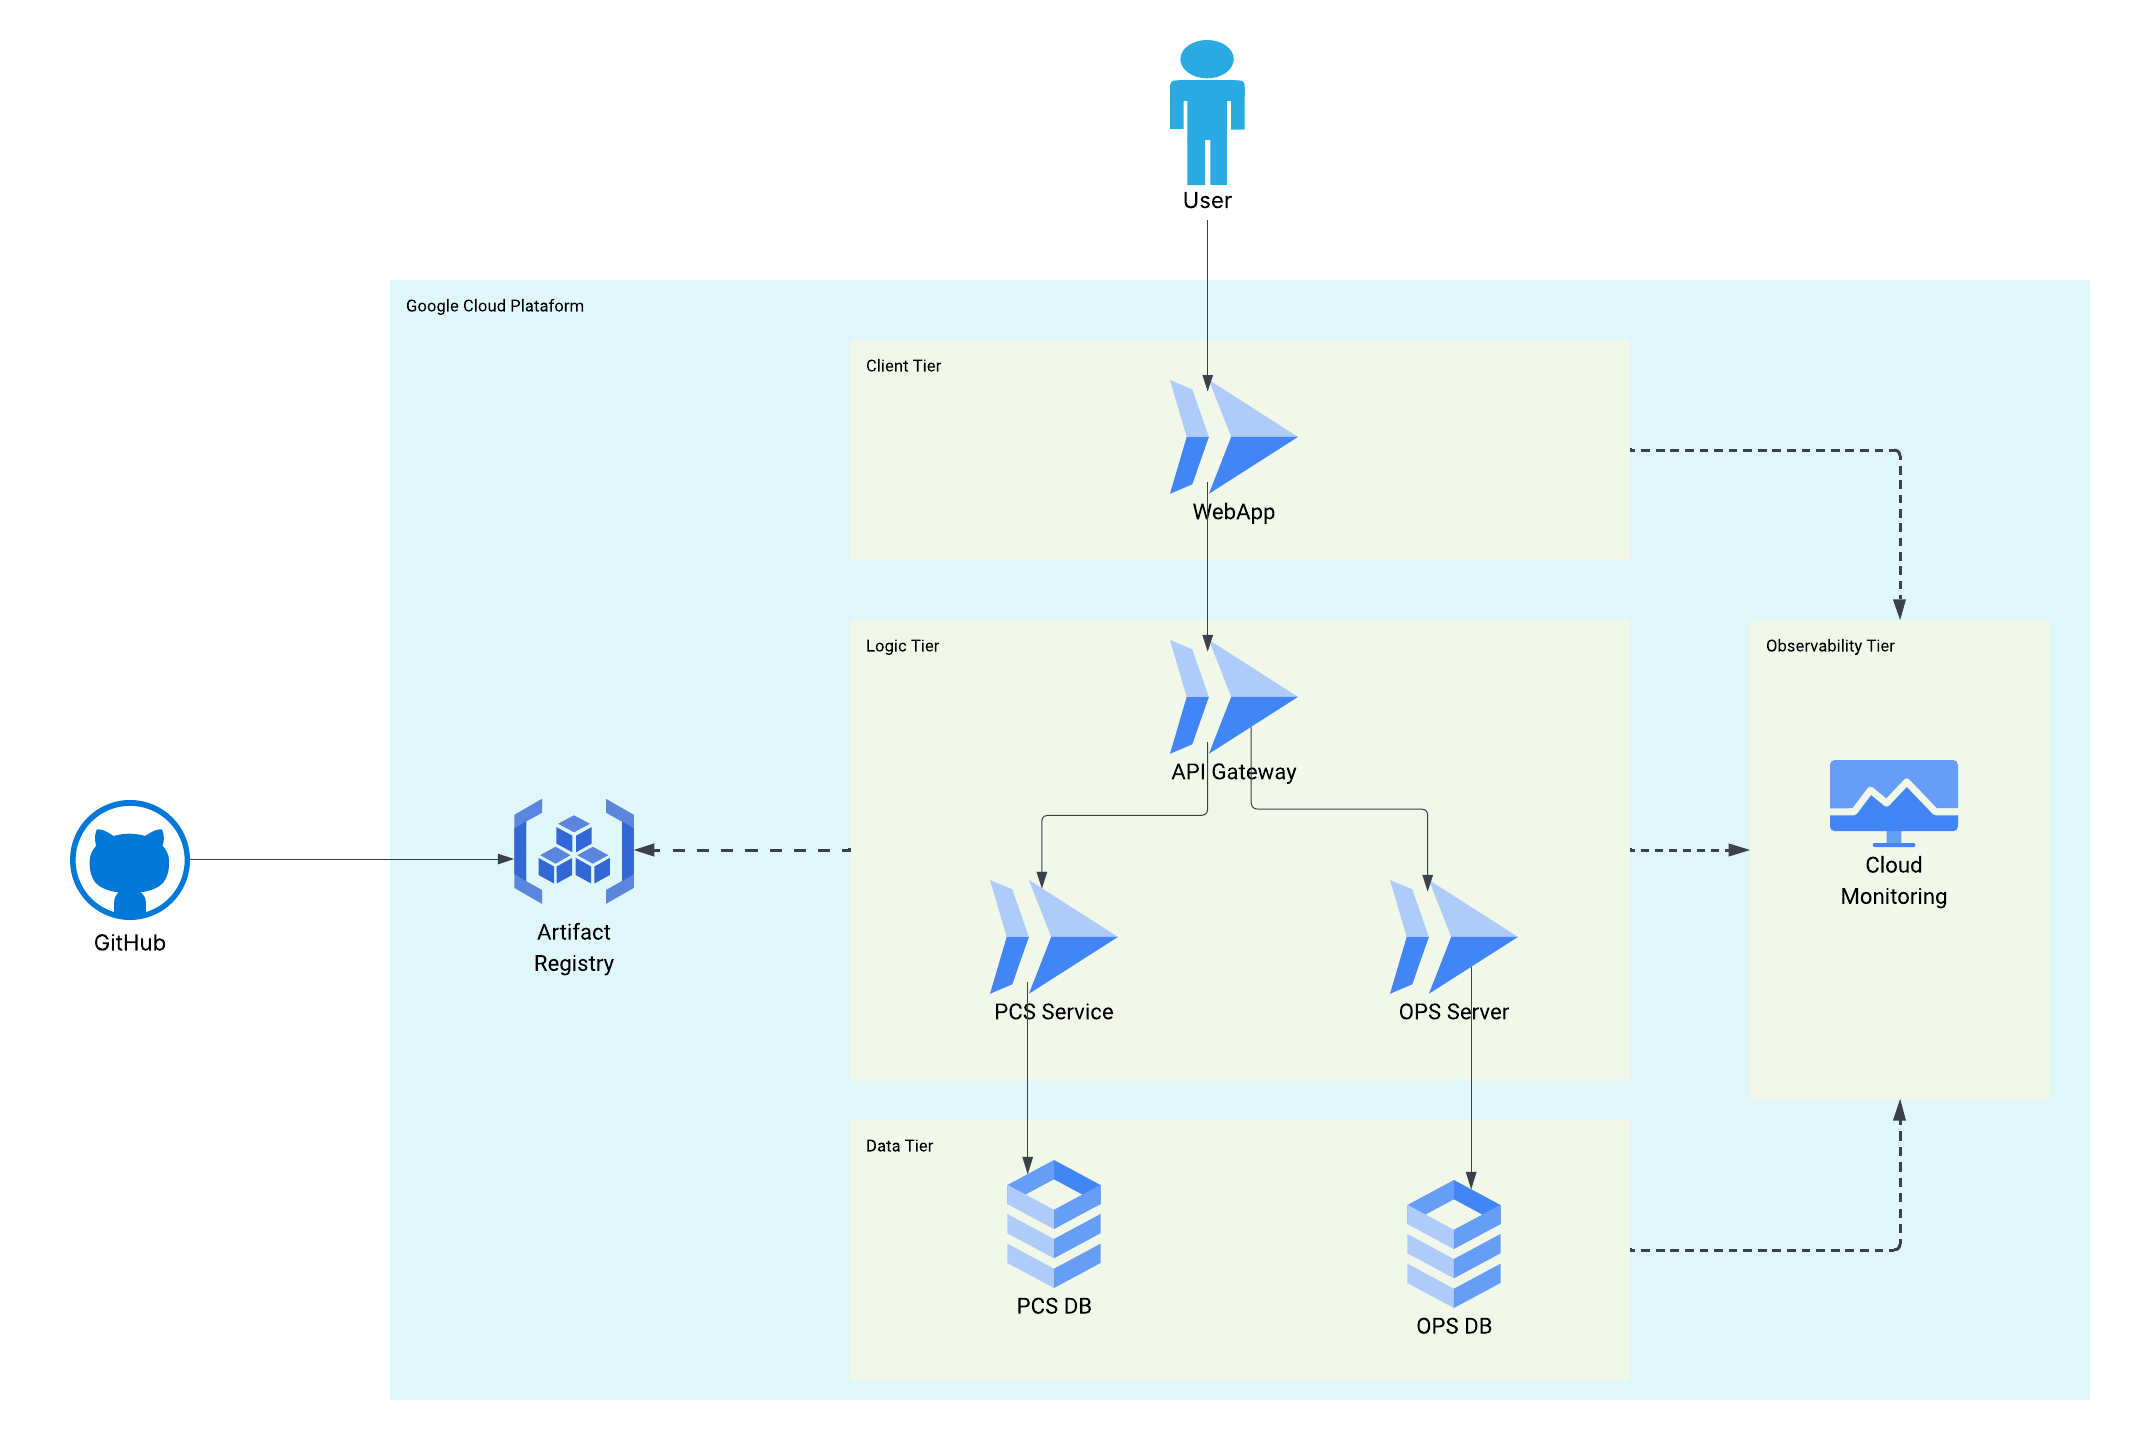 User
Google Cloud Plataform
Client Tier
WebApp
Logic Tier
API Gateway
Observability Tier
Cloud
Monitoring
GitHub
Artifact
Registry
PCS Service
OPS Server
Data Tier
PCS DB
OPS DB